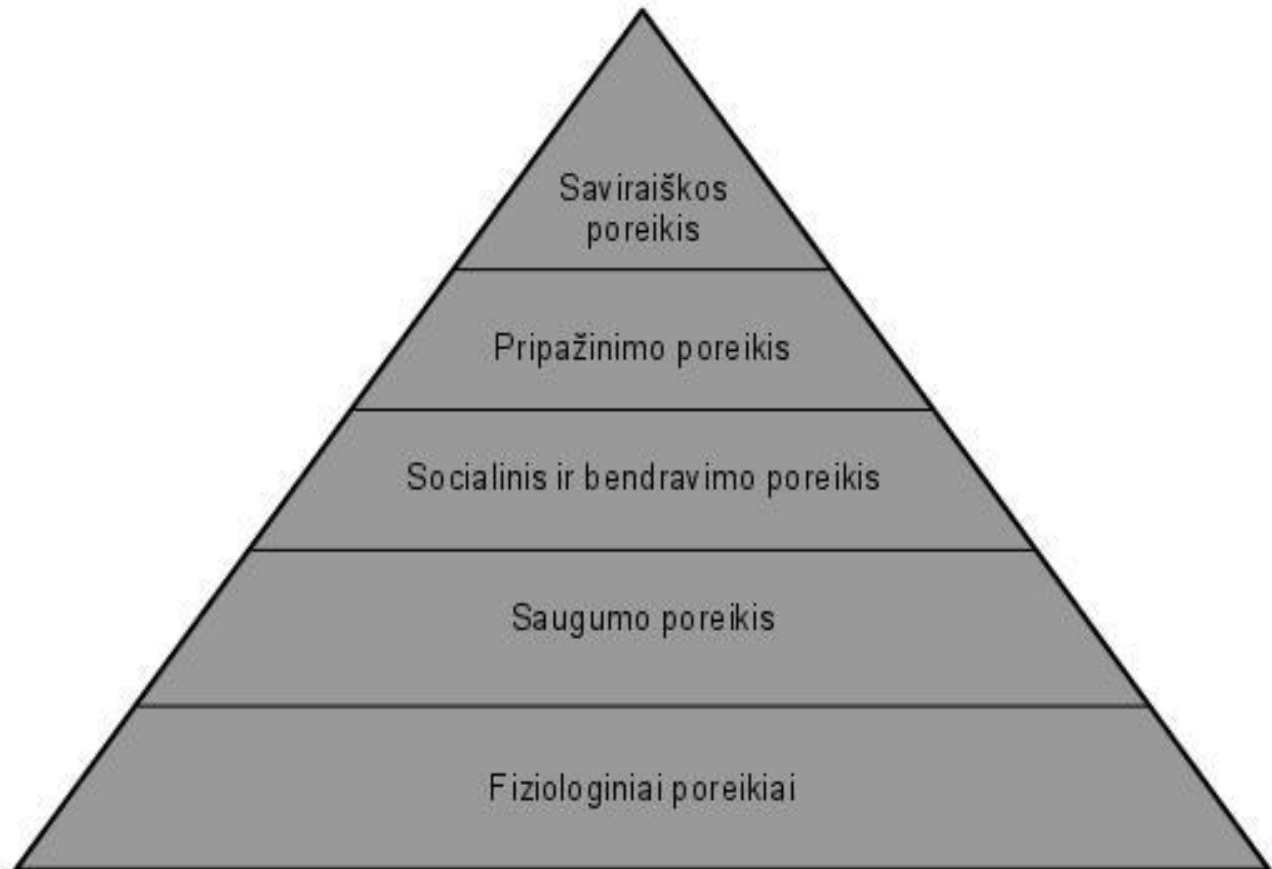 Saviraiškos
poreikis
Pripažinimo poreikis
Socialinis ir bendravimo poreikis
Saugumo poreikis
Fiziologiniai poreikiai